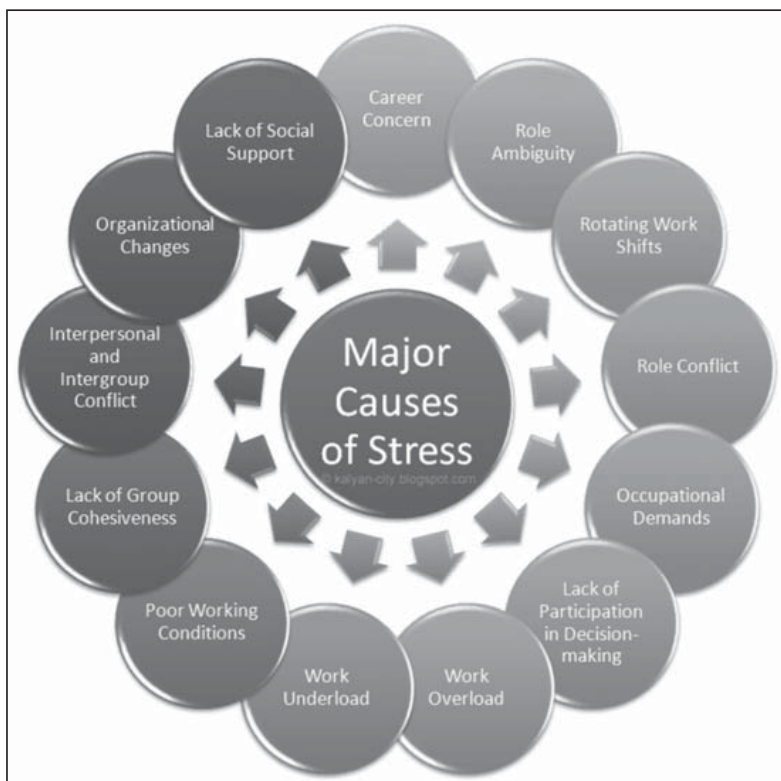 Career
Concern
Role
Ambiguity
Rotating Work
Shifts
Role Conflict
Occupational
Demands
Lack of
Participation
in Decision-
making
Work
Overload
Work
Underload
Poor Working
Conditions
Lack of Group
Cohesiveness
Interpersonal
and
Intergroup
Conflict
Organizational
Changes
Lack of Social
Support
Major
Causes
of Stress
© kalyan-city.blogspot.com